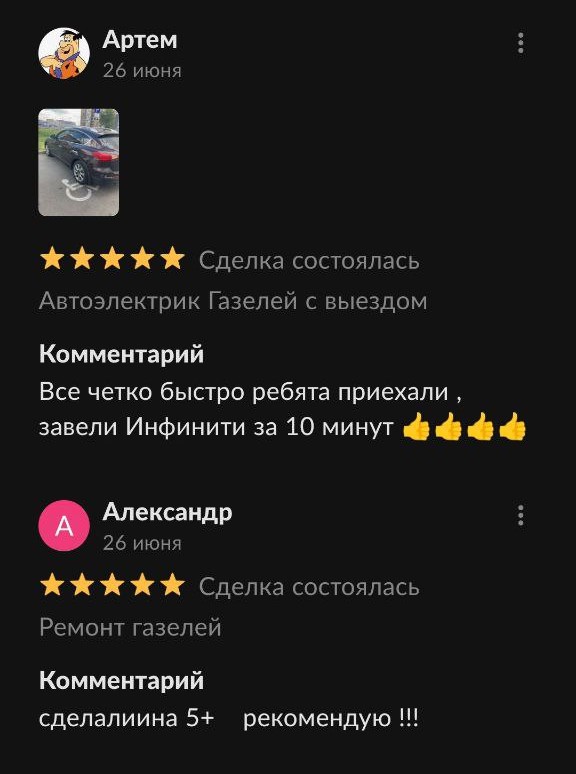 Артем
26 июня
Сделка состоялась
Автоэлектрик Газелей с выездом
Комментарий
Все четко быстро ребята приехали ,
завели Инфинити за 10 минут 👍👍👍👍
А
Александр
26 июня
Сделка состоялась
Ремонт газелей
Комментарий
сделалиина 5+ рекомендую !!!